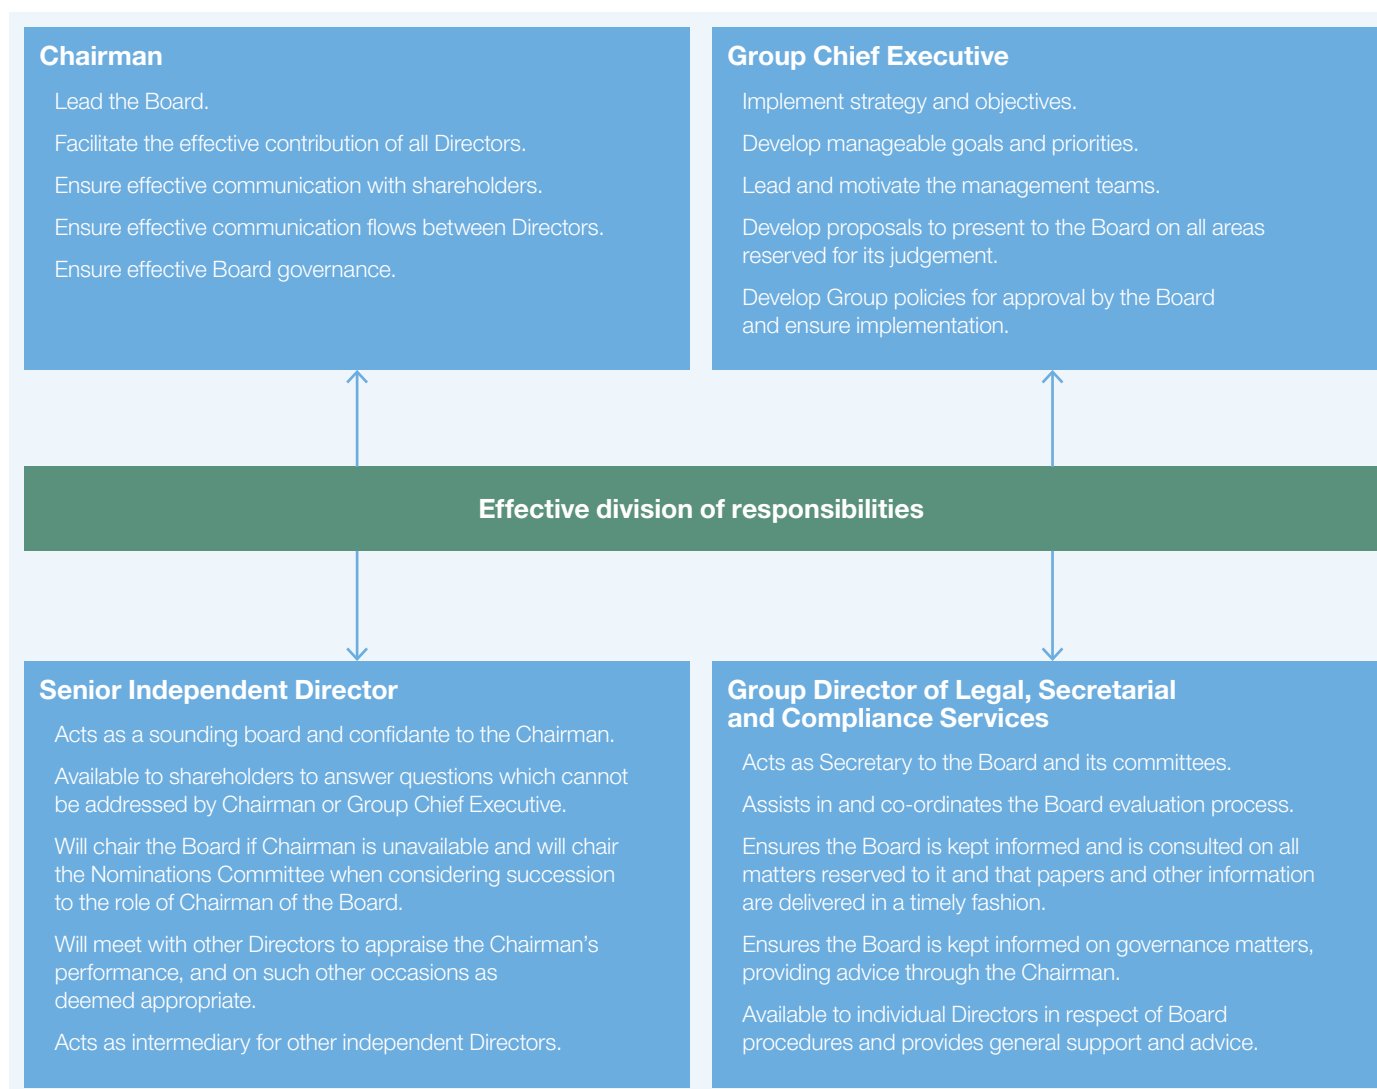 Chairman
Lead the Board.
Facilitate the effective contribution of all Directors.
Ensure effective communication with shareholders.
Ensure effective communication flows between Directors.
Ensure effective Board governance.
Group Chief Executive
Implement strategy and objectives.
Develop manageable goals and priorities.
Lead and motivate the management teams.
Develop proposals to present to the Board on all areas
reserved for its judgement.
Develop Group policies for approval by the Board
and ensure implementation.
Effective division of responsibilities
Senior Independent Director
Acts as a sounding board and confidante to the Chairman.
Available to shareholders to answer questions which cannot
be addressed by Chairman or Group Chief Executive.
Will chair the Board if Chairman is unavailable and will chair
the Nominations Committee when considering succession
to the role of Chairman of the Board.
Will meet with other Directors to appraise the Chairman's
performance, and on such other occasions as
deemed appropriate.
Acts as intermediary for other independent Directors.
Group Director of Legal, Secretarial
and Compliance Services
Acts as Secretary to the Board and its committees.
Assists in and co-ordinates the Board evaluation process.
Ensures the Board is kept informed and is consulted on all
matters reserved to it and that papers and other information
are delivered in a timely fashion.
Ensures the Board is kept informed on governance matters,
providing advice through the Chairman.
Available to individual Directors in respect of Board
procedures and provides general support and advice.